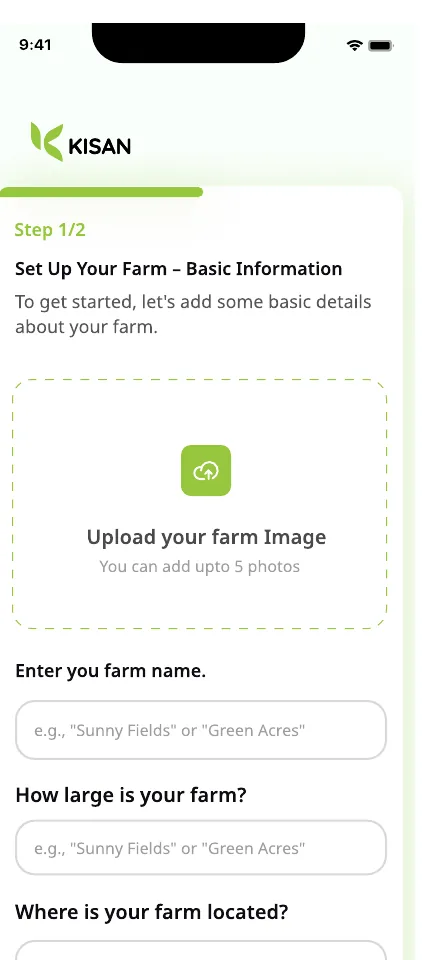 9:41
KISAN
Step 1/2
Set Up Your Farm – Basic Information
To get started, let's add some basic details
about your farm.
Upload your farm Image
You can add upto 5 photos
Enter you farm name.
e.g., "Sunny Fields" or "Green Acres"
How large is your farm?
e.g., "Sunny Fields" or "Green Acres"
Where is your farm located?